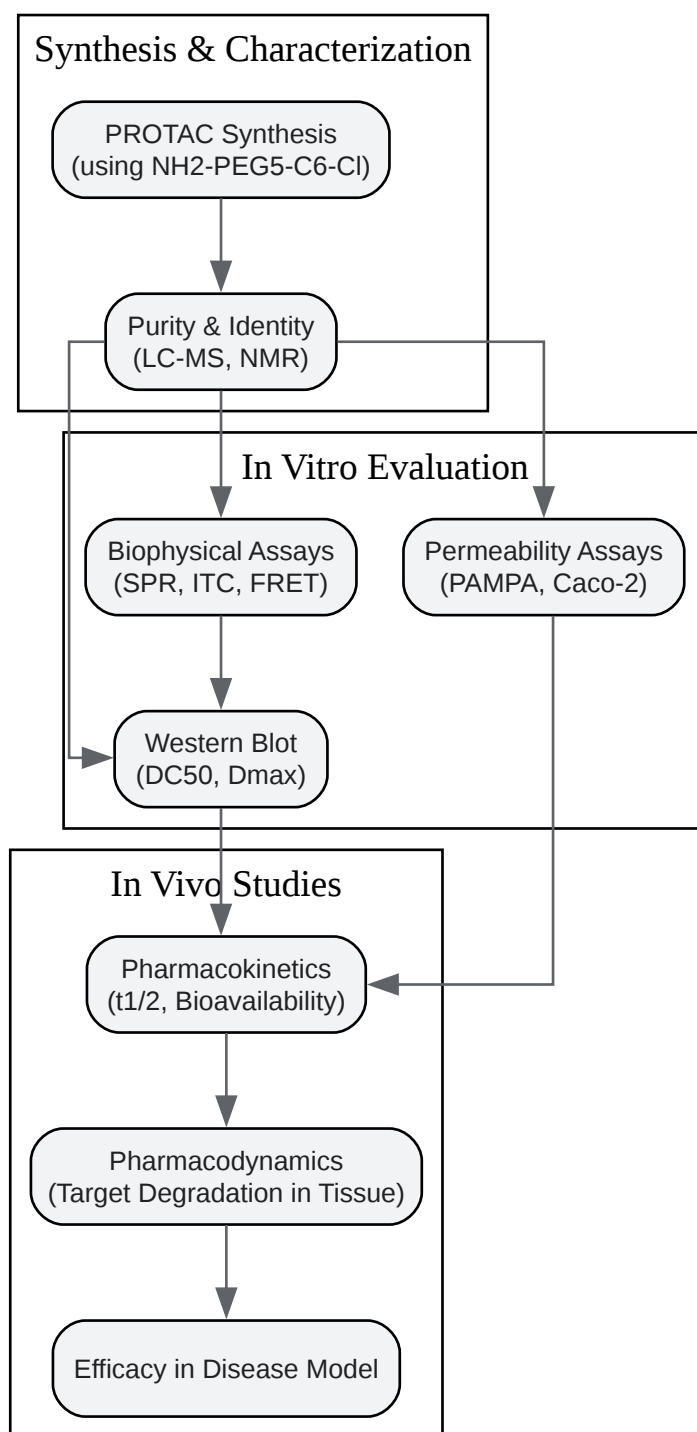 Synthesis & Characterization
PROTAC Synthesis
(using NH2-PEG5-C6-Cl)
Purity & Identity
(LC-MS, NMR)
In Vitro Evaluation
Biophysical Assays
(SPR, ITC, FRET)
Permeability Assays
(PAMPA, Caco-2)
Western Blot
(DC50, Dmax)
In Vivo Studies
Pharmacokinetics
(t1/2, Bioavailability)
Pharmacodynamics
(Target Degradation in Tissue)
Efficacy in Disease Model